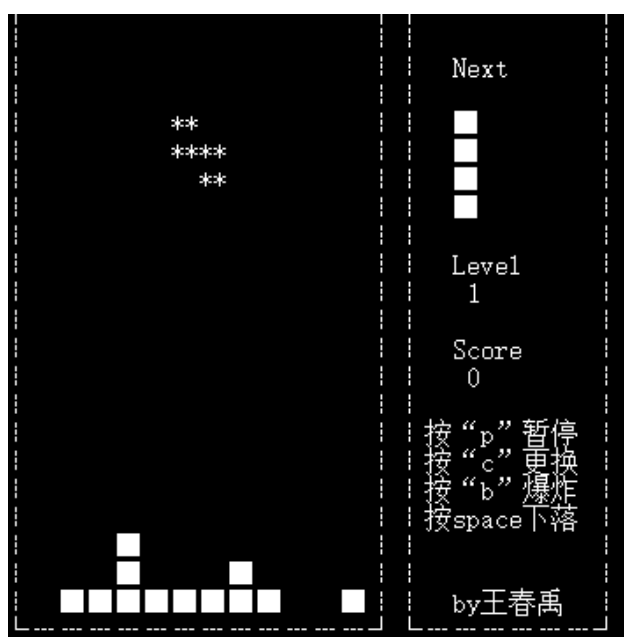 Next
**
****
**
Level
1
Score
0
按“p”暂停
按“c”更换
按“b”爆炸
按space下落
by王春禹